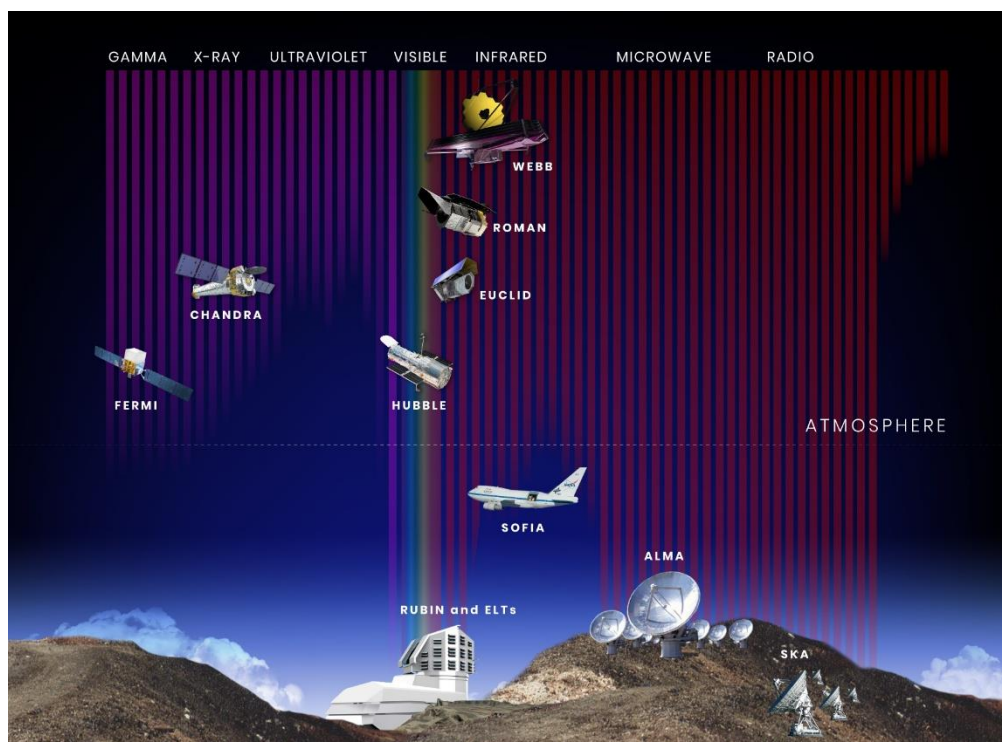 GAMMA X-RAY ULTRAVIOLET VISIBLE INFRARED MICROWAVE RADIO
WEBB
ROMAN
EUCLID
CHANDRA
FERMI
HUBBLE
ATMOSPHERE
SOFIA
ALMA
RUBIN and ELTs
SKA